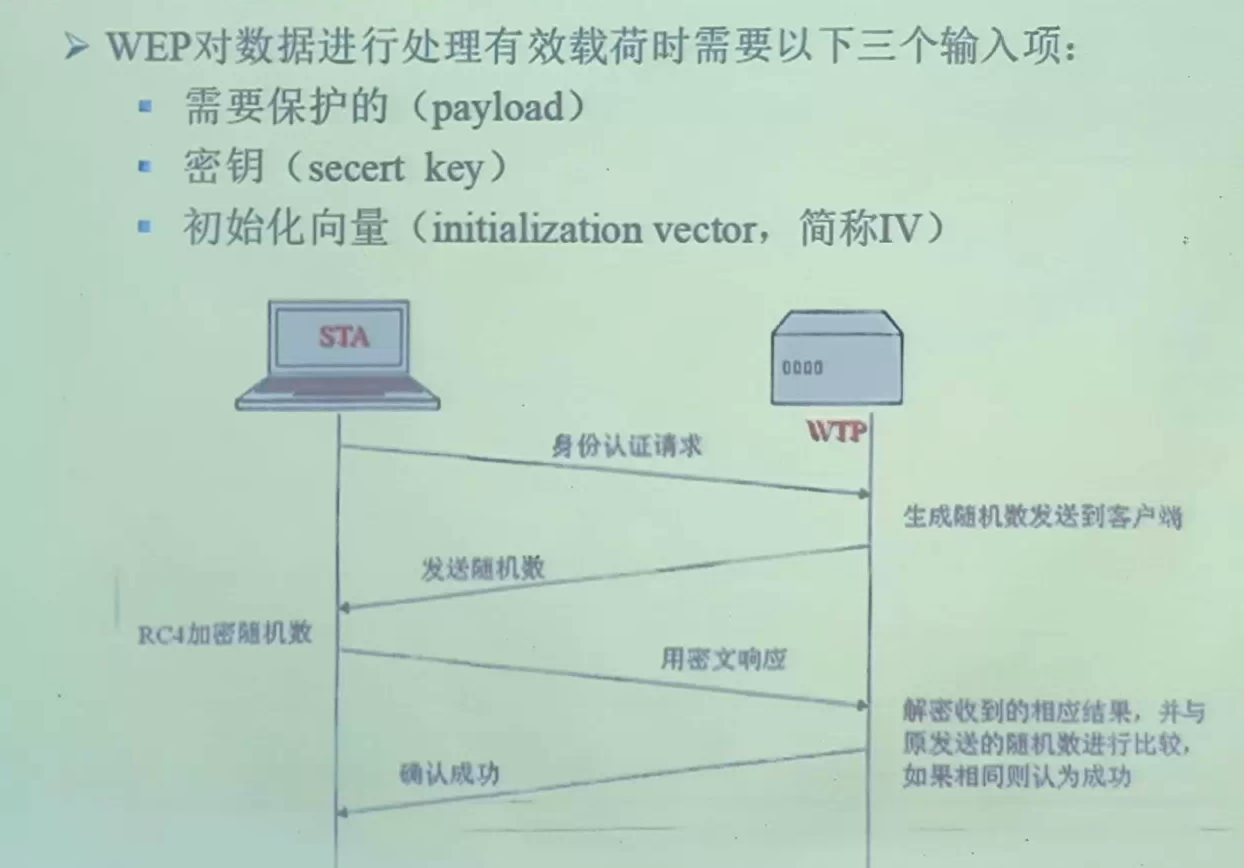 WEP对数据进行处理有效载荷时需要以下三个输入项：
需要保护的（payload）
密钥（secert key）
初始化向量（initialization vector，简称IV）
STA
WTP
身份认证请求
生成随机数发送到客户端
发送随机数
RC4加密随机数
用密文响应
解密收到的相应结果，并与
原发送的随机数进行比较，
如果相同则认为成功
确认成功